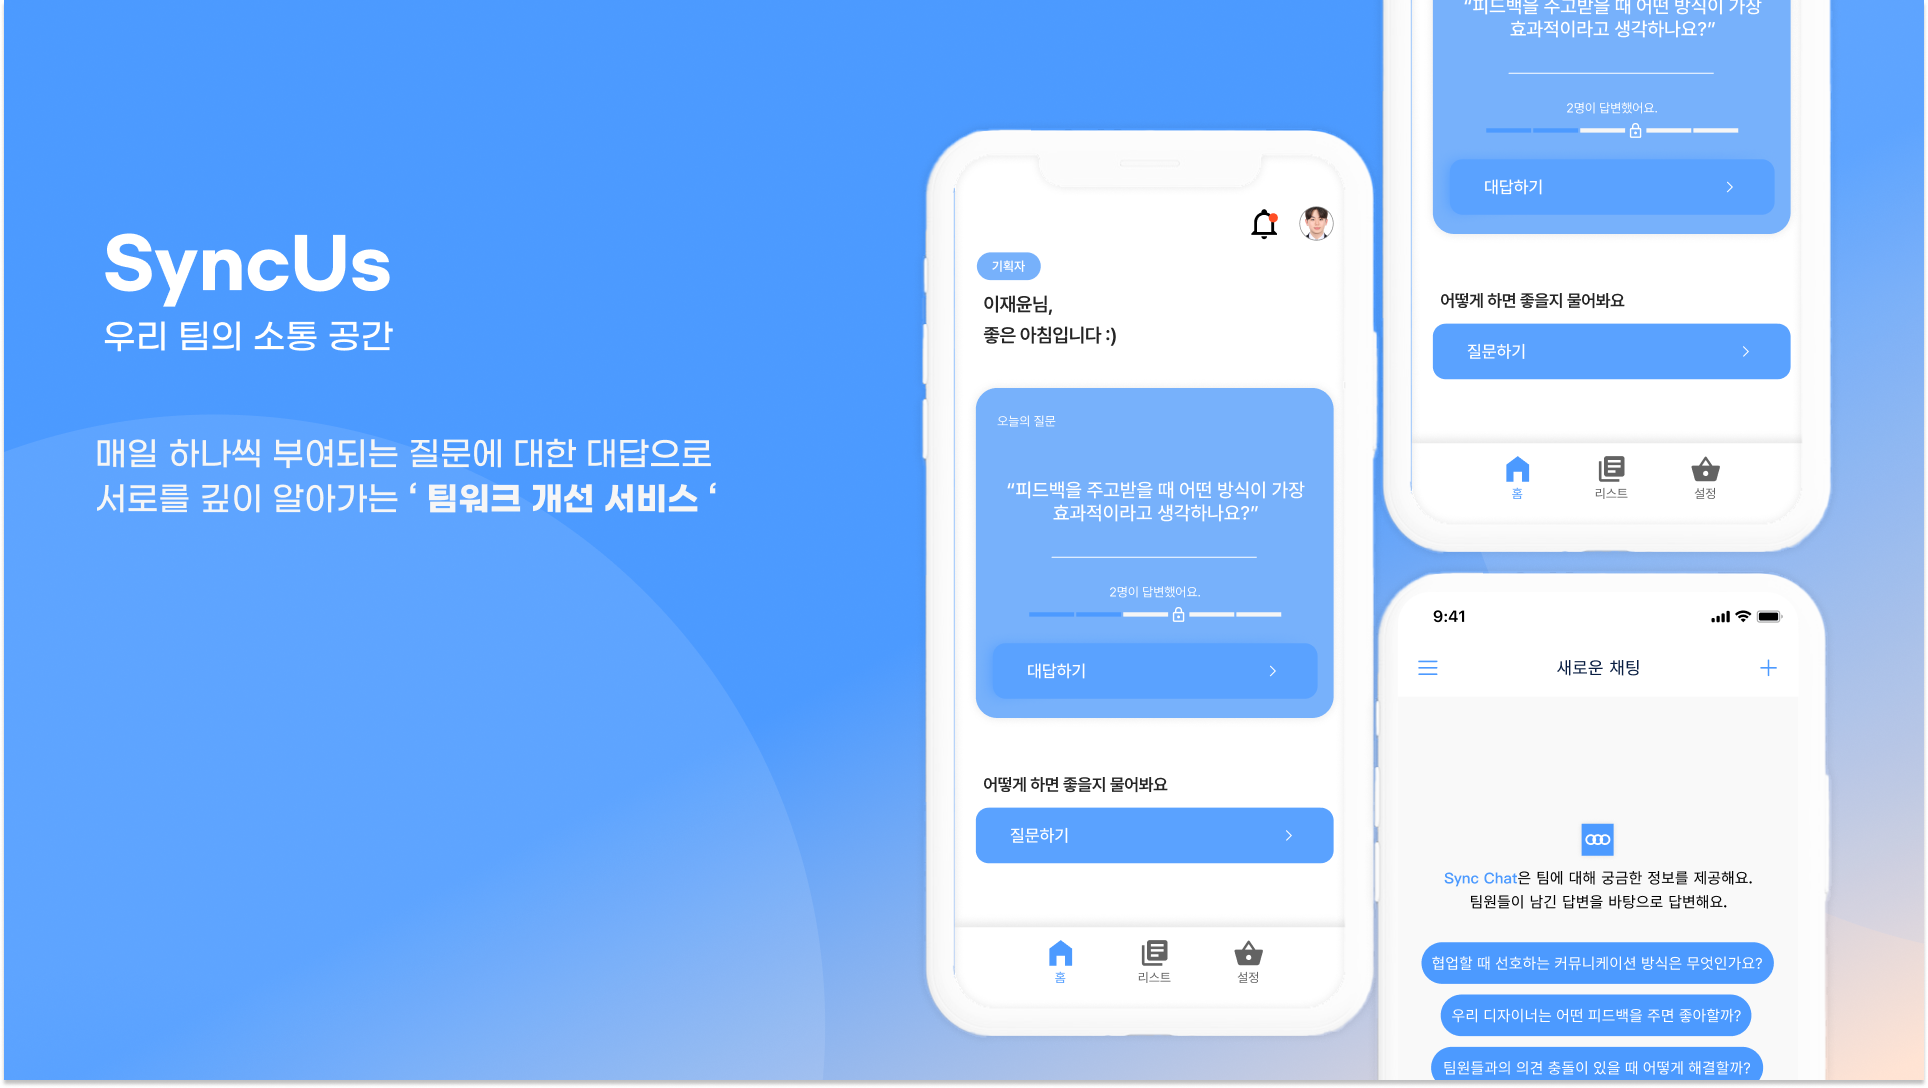 SyncUs
우리 팀의 소통 공간
매일 하나씩 부여되는 질문에 대한 대답으로
서로를 깊이 알아가는 ‘ 팀워크 개선 서비스 ‘
기획자
이재윤님,
좋은 아침입니다 :)
오늘의 질문
“피드백을 주고받을 때 어떤 방식이 가장
효과적이라고 생각하나요?”
2명이 답변했어요.
대답하기
어떻게 하면 좋을지 물어봐요
질문하기
홈
리스트
설정
“피드백을 주고받을 때 어떤 방식이 가장
효과적이라고 생각하나요?”
2명이 답변했어요.
대답하기
어떻게 하면 좋을지 물어봐요
질문하기
홈
리스트
설정
9:41
새로운 채팅
Sync Chat은 팀에 대해 궁금한 정보를 제공해요.
팀원들이 남긴 답변을 바탕으로 답변해요.
협업할 때 선호하는 커뮤니케이션 방식은 무엇인가요?
우리 디자이너는 어떤 피드백을 주면 좋아할까?
팀원들과의 의견 충돌이 있을 때 어떻게 해결할까?